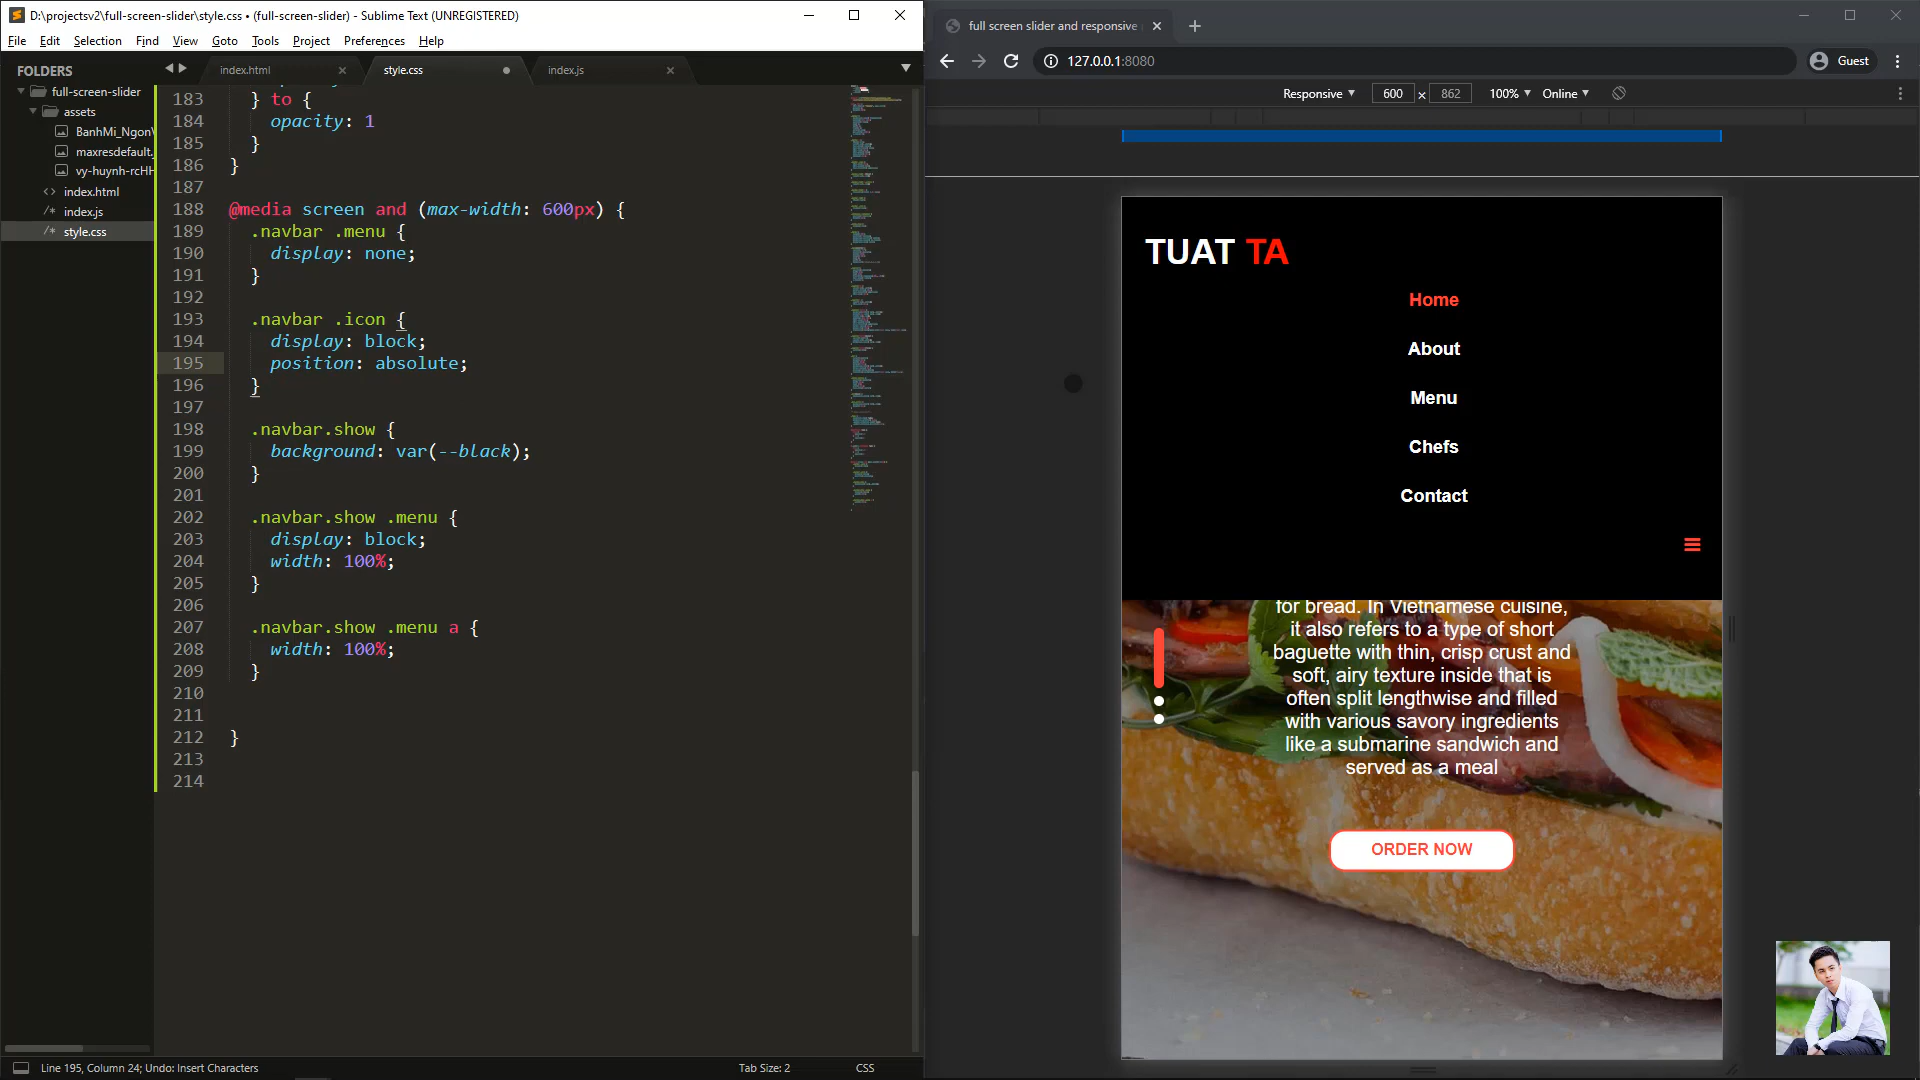 D:\projectsv2\full-screen-slider\style.css • (full-screen-slider) - Sublime Text (UNREGISTERED)
File Edit Selection Find View Goto Tools Project Preferences Help
FOLDERS
full-screen-slider
assets
BanhMi_NgonV
maxresdefault.
vy-huynh-rcHH
index.html
index.js
style.css
index.html style.css index.js
183 } to {
184 opacity: 1
185 }
186 }
187
188 @media screen and (max-width: 600px) {
189 .navbar .menu {
190 display: none;
191 }
192
193 .navbar .icon {
194 display: block;
195 position: absolute;
196 }
197
198 .navbar.show {
199 background: var(--black);
200 }
201
202 .navbar.show .menu {
203 display: block;
204 width: 100%;
205 }
206
207 .navbar.show .menu a {
208 width: 100%;
209 }
210
211
212 }
213
214
Line 195, Column 24; Undo: Insert Characters
Tab Size: 2
CSS
full screen slider and responsive
127.0.0.1:8080
Guest
Responsive 600 x 862 100% Online
TUAT TA
Home
About
Menu
Chefs
Contact
for bread. In Vietnamese cuisine,
it also refers to a type of short
baguette with thin, crisp crust and
soft, airy texture inside that is
often split lengthwise and filled
with various savory ingredients
like a submarine sandwich and
served as a meal
ORDER NOW